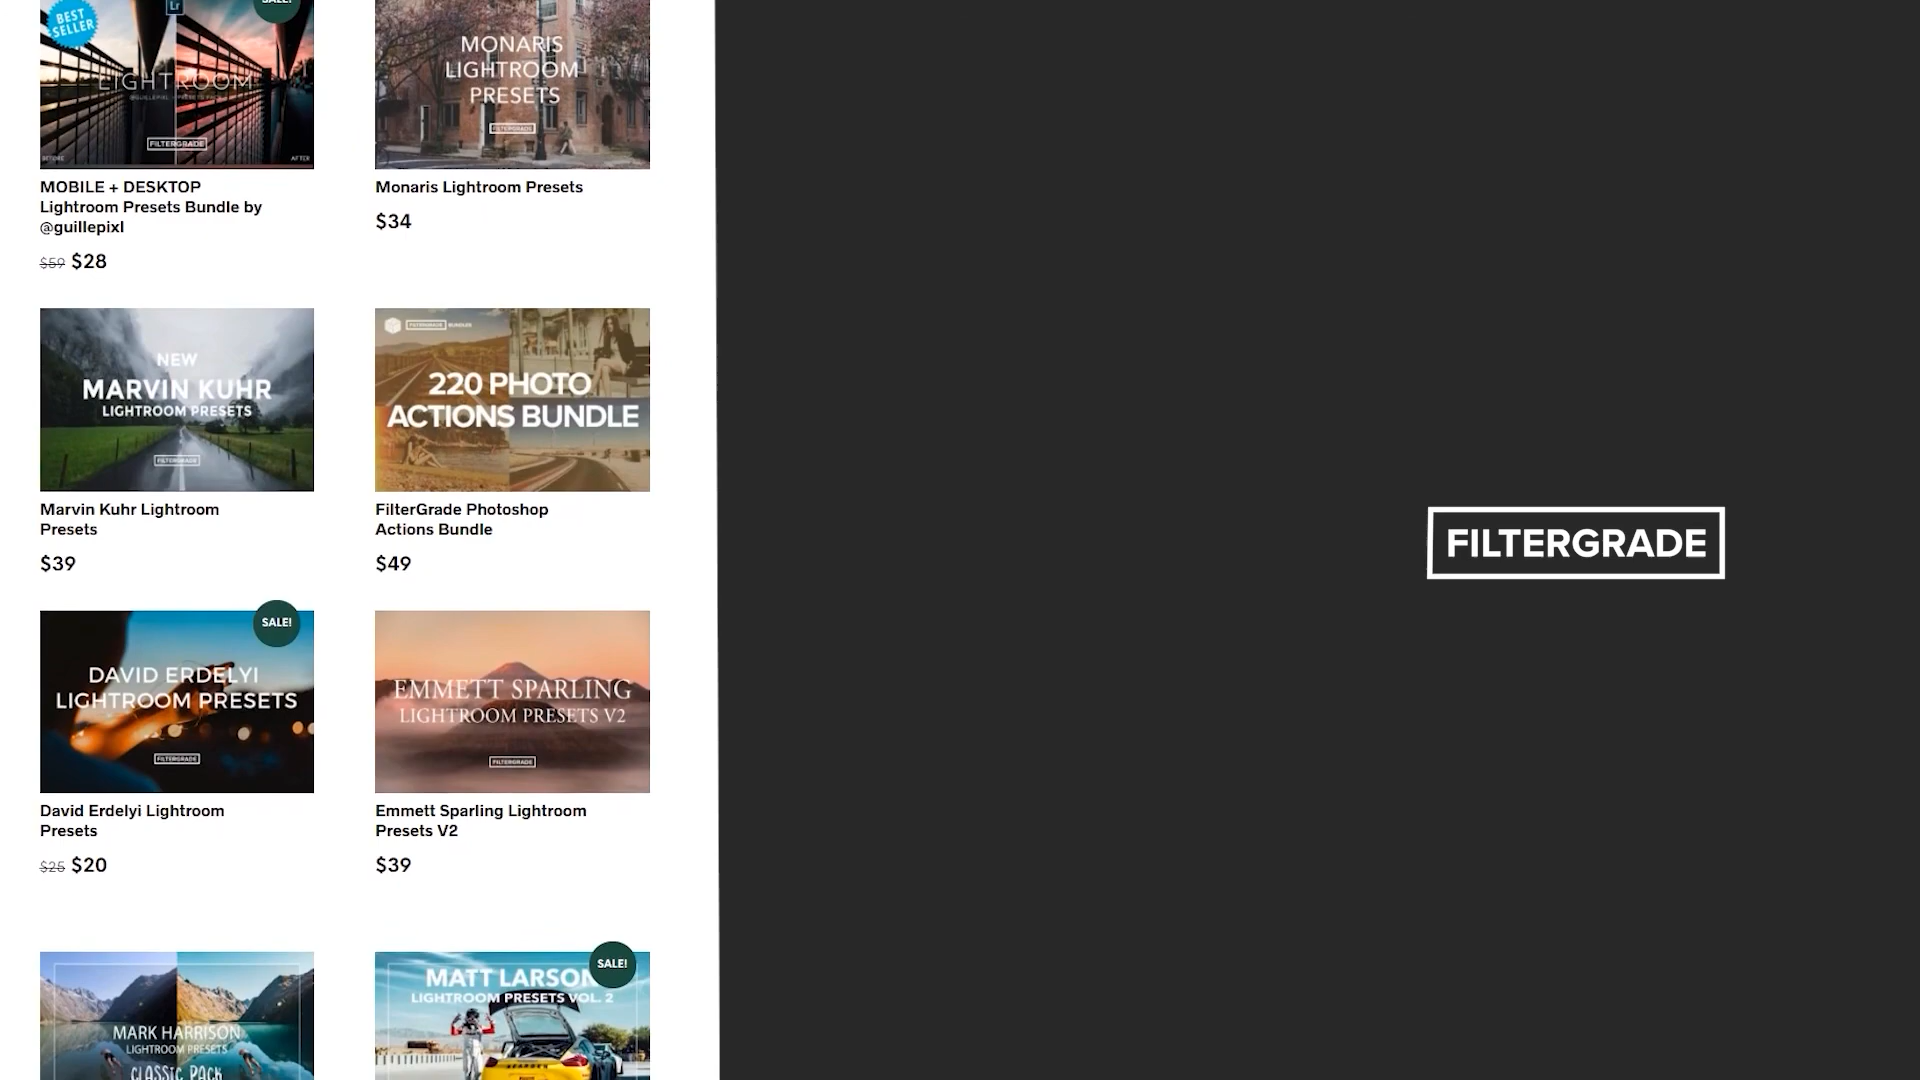 BEST
SELLER
Lr
SALE!
LIGHTROOM
FILTERGRADE
BEFORE
AFTER
MOBILE + DESKTOP
Lightroom Presets Bundle by
@guillepixl
$59 $28
MONARIS
LIGHTROOM
PRESETS
FILTERGRADE
Monaris Lightroom Presets
$34
NEW
MARVIN KUHR
LIGHTROOM PRESETS
FILTERGRADE
Marvin Kuhr Lightroom
Presets
$39
FILTERGRADE BUNDLES
220 PHOTO
ACTIONS BUNDLE
FilterGrade Photoshop
Actions Bundle
$49
SALE!
DAVID ERDELYI
LIGHTROOM PRESETS
FILTERGRADE
David Erdelyi Lightroom
Presets
$25 $20
EMMETT SPARLING
LIGHTROOM PRESETS V2
FILTERGRADE
Emmett Sparling Lightroom
Presets V2
$39
MARK HARRISON
LIGHTROOM PRESETS
CLASSIC PACK
SALE!
MATT LARSON
LIGHTROOM PRESETS VOL. 2
FILTERGRADE